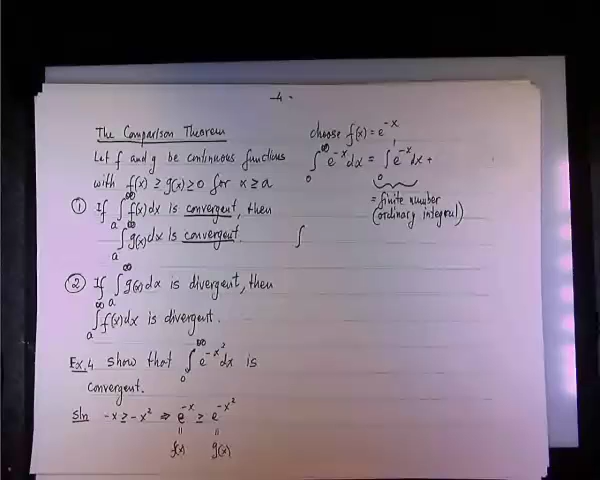 -4-
The Comparison Theorem
Let f and g be continuous functions
with f(x) ≥ g(x) ≥ 0 for x ≥ a
① If ∫_a^∞ f(x)dx is convergent, then
∫_a^∞ g(x)dx is convergent.
② If ∫_a^∞ g(x)dx is divergent, then
∫_a^∞ f(x)dx is divergent.
Ex.4 Show that ∫_0^∞ e^{-x^2} dx is
convergent.
Sln -x ≥ -x^2 ⇒ e^{-x} ≥ e^{-x^2}
= =
f(x) g(x)
choose f(x) = e^{-x}
∫_0^∞ e^{-x} dx = ∫_0^1 e^{-x} dx +
= finite number
(ordinary integral)
∫